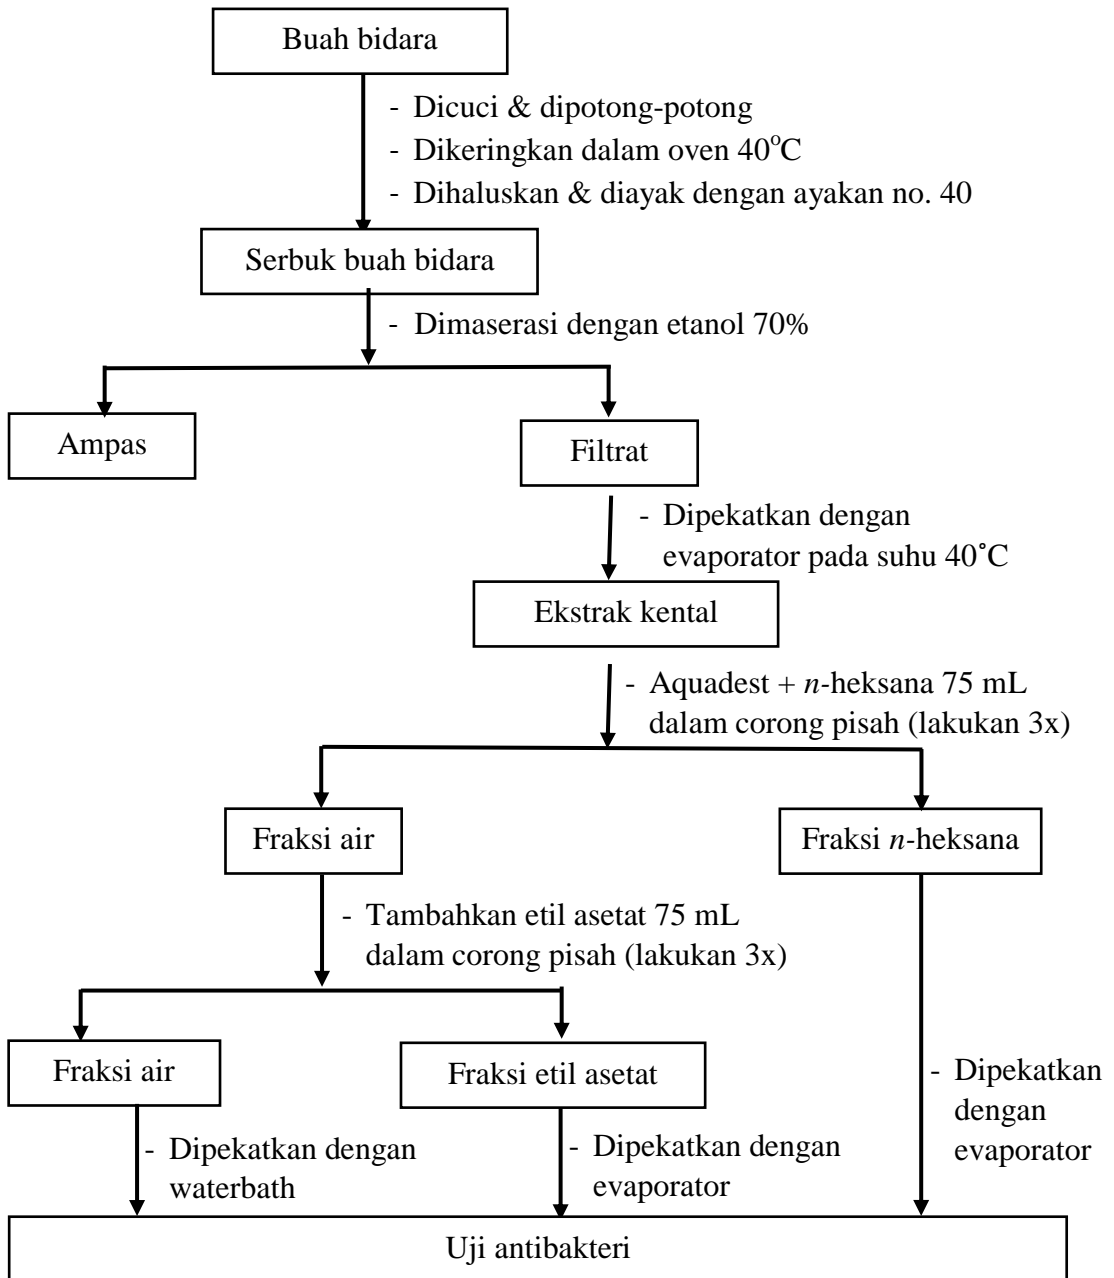 Buah bidara
- Dicuci & dipotong-potong
- Dikeringkan dalam oven 40°C
- Dihaluskan & diayak dengan ayakan no. 40
Serbuk buah bidara
- Dimaserasi dengan etanol 70%
Ampas
Filtrat
- Dipekatkan dengan
evaporator pada suhu 40˚C
Ekstrak kental
- Aquadest + n-heksana 75 mL
dalam corong pisah (lakukan 3x)
Fraksi air
Fraksi n-heksana
- Tambahkan etil asetat 75 mL
dalam corong pisah (lakukan 3x)
Fraksi air
Fraksi etil asetat
- Dipekatkan dengan
waterbath
- Dipekatkan dengan
evaporator
- Dipekatkan
dengan
evaporator
Uji antibakteri